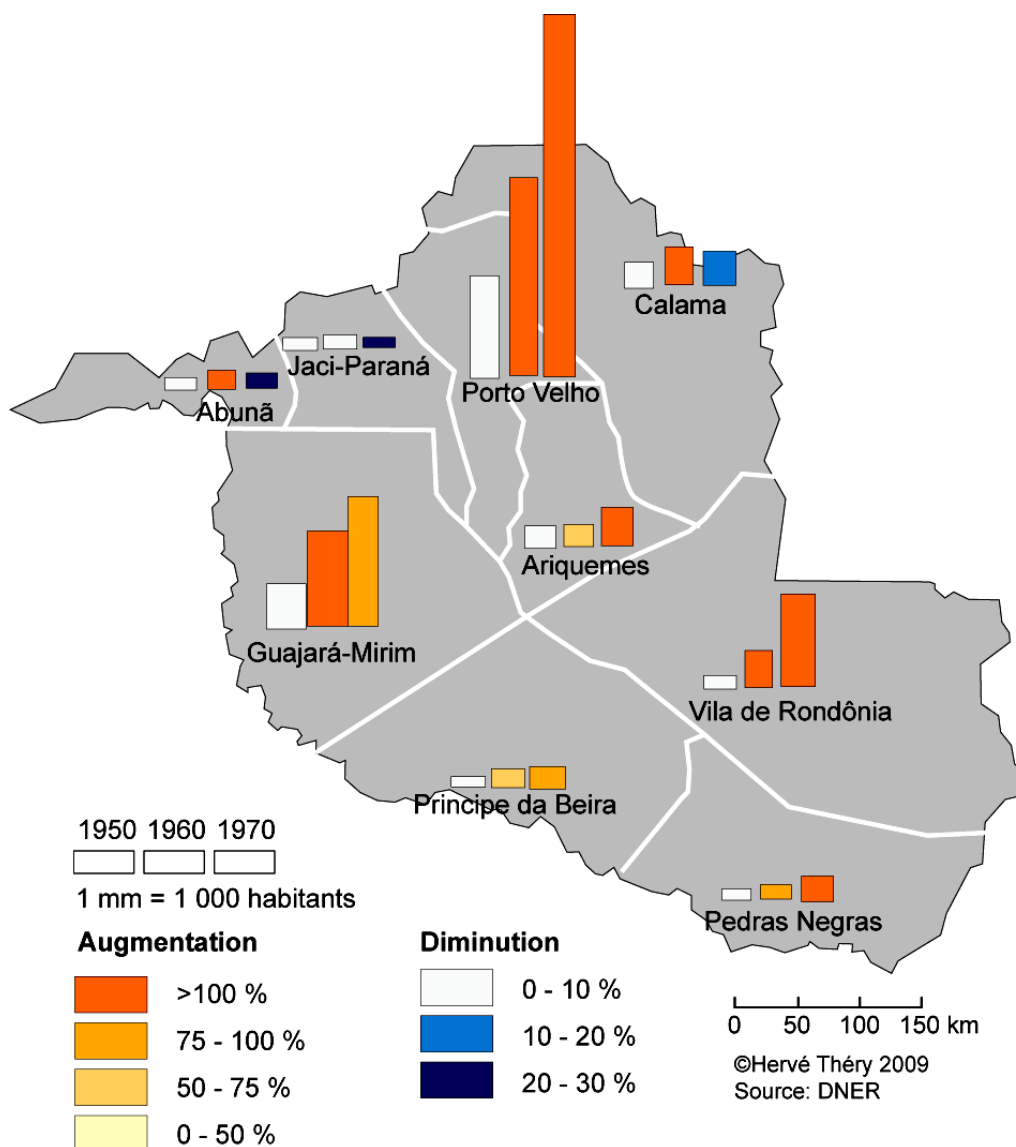 Calama
Jaci-Paraná
Porto Velho
Abunã
Ariquemes
Guajará-Mirim
Vila de Rondônia
Principe da Beira
Pedras Negras
1950 1960 1970
1 mm = 1 000 habitants
Augmentation
>100 %
75 - 100 %
50 - 75 %
0 - 50 %
Diminution
0 - 10 %
10 - 20 %
20 - 30 %
0 50 100 150 km
©Hervé Théry 2009
Source: DNER